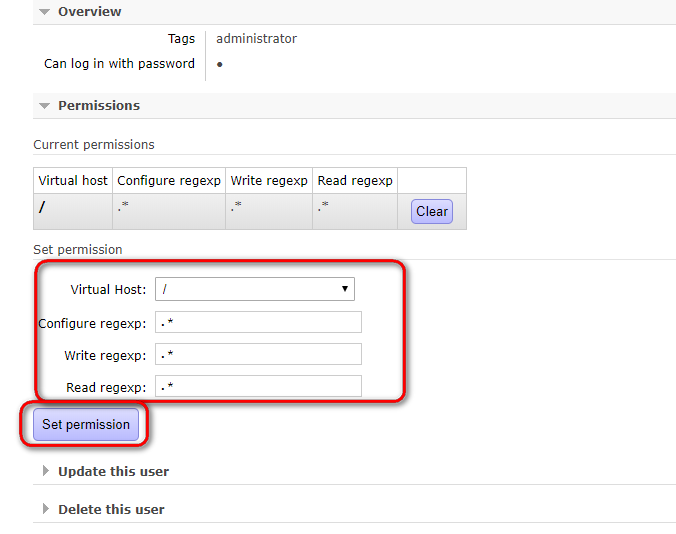 Overview
Tags administrator
Can log in with password ●
Permissions
Current permissions
Virtual host Configure regexp Write regexp Read regexp
/ .* .* .* Clear
Set permission
Virtual Host: /
Configure regexp: .*
Write regexp: .*
Read regexp: .*
Set permission
Update this user
Delete this user